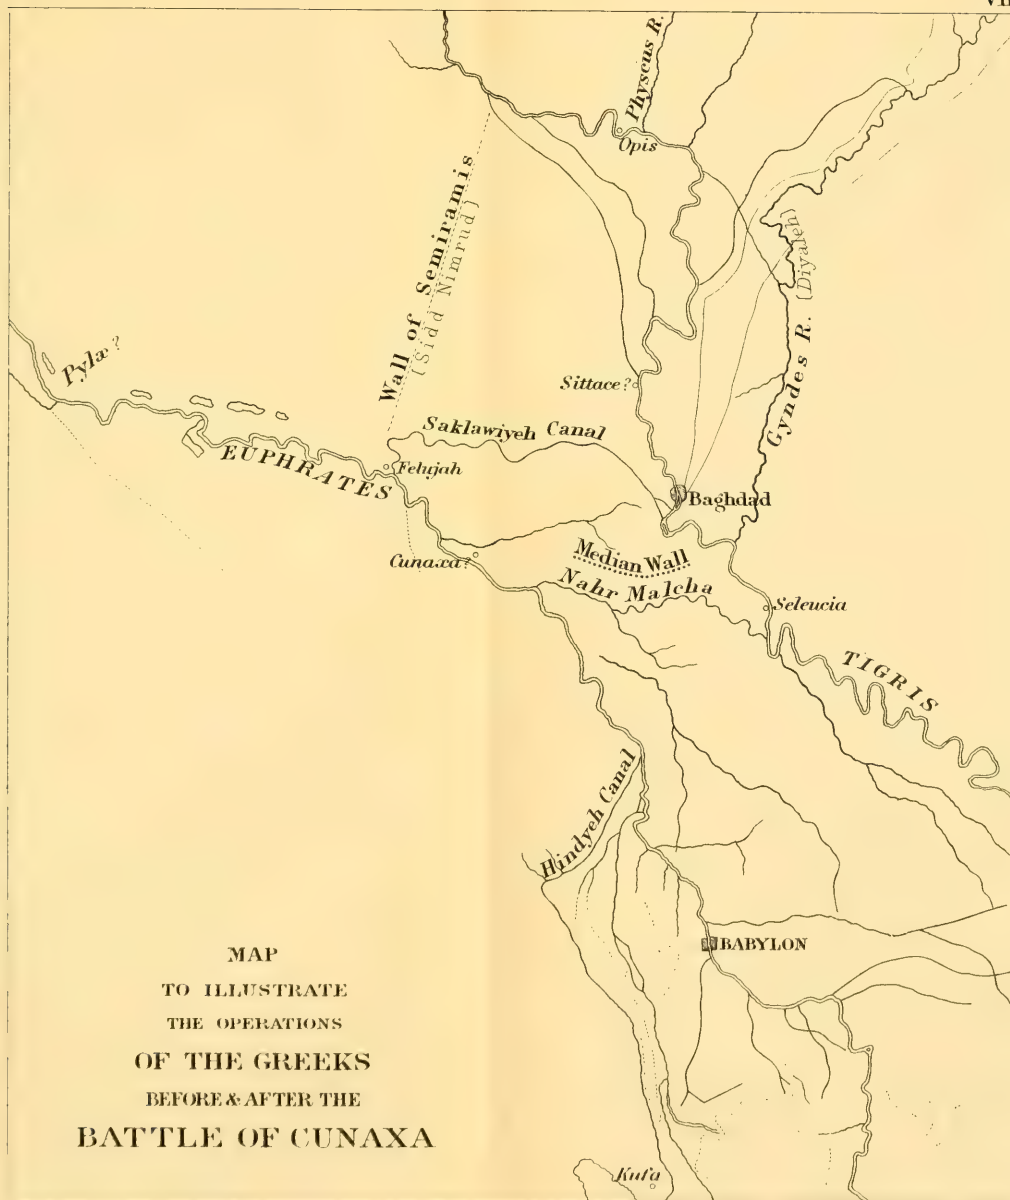 VII
Physcus R.
Opis
Wall of Semiramis
(Sidd Nimrud)
(Diyaleh)
Gyndes R.
Pylæ?
Sittace?
Saklawiyeh Canal
EUPHRATES
Felujah
Baghdad
Cunaxa?
Median Wall
Nahr Malcha
Seleucia
TIGRIS
Hindyeh Canal
BABYLON
MAP
TO ILLUSTRATE
THE OPERATIONS
OF THE GREEKS
BEFORE & AFTER THE
BATTLE OF CUNAXA
Kufa